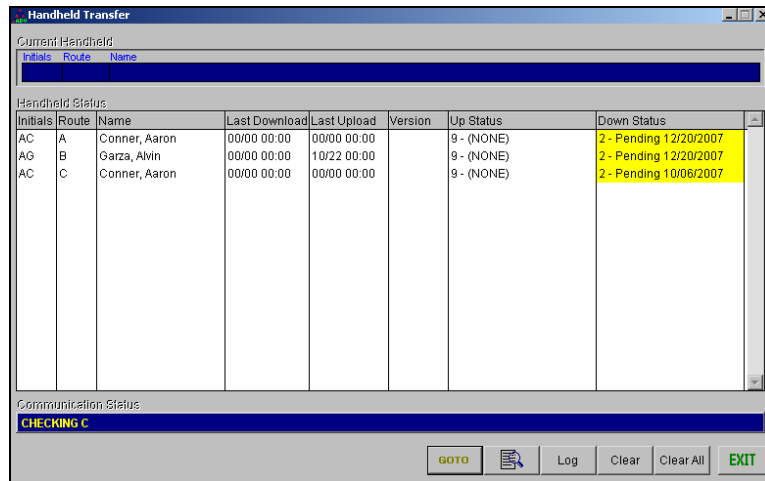 Handheld Transfer
Current Handheld
Initials Route Name
Handheld Status
Initials Route Name Last Download Last Upload Version Up Status Down Status
AC A Conner, Aaron 00/00 00:00 00/00 00:00 9 - (NONE) 2 - Pending 12/20/2007
AG B Garza, Alvin 00/00 00:00 10/22 00:00 9 - (NONE) 2 - Pending 12/20/2007
AC C Conner, Aaron 00/00 00:00 00/00 00:00 9 - (NONE) 2 - Pending 10/06/2007
Communication Status
CHECKING C
GOTO Log Clear Clear All EXIT